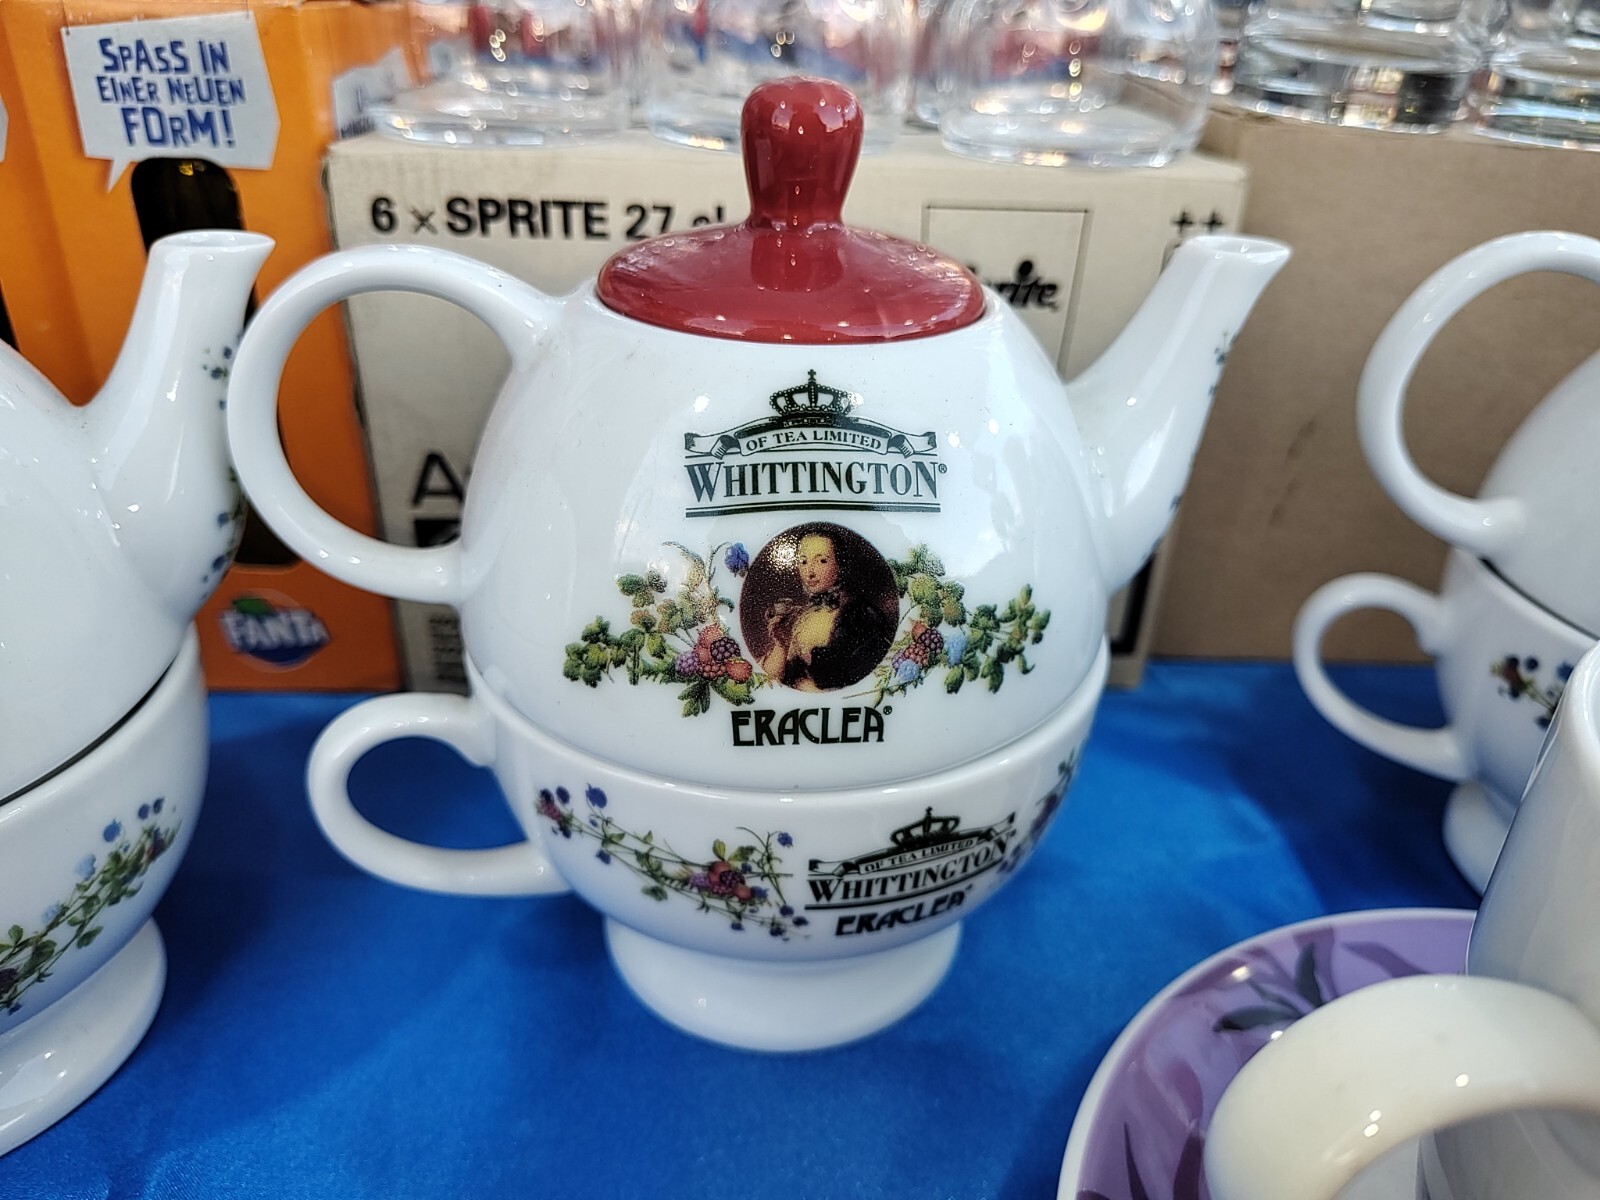 SPASS IN
EINER NEUEN
FORM!
6 × SPRITE 27 cl
FANTA
OF TEA LIMITED
WHITTINGTON®
ERACLEA®
OF TEA LIMITED
WHITTINGTON®
ERACLEA®